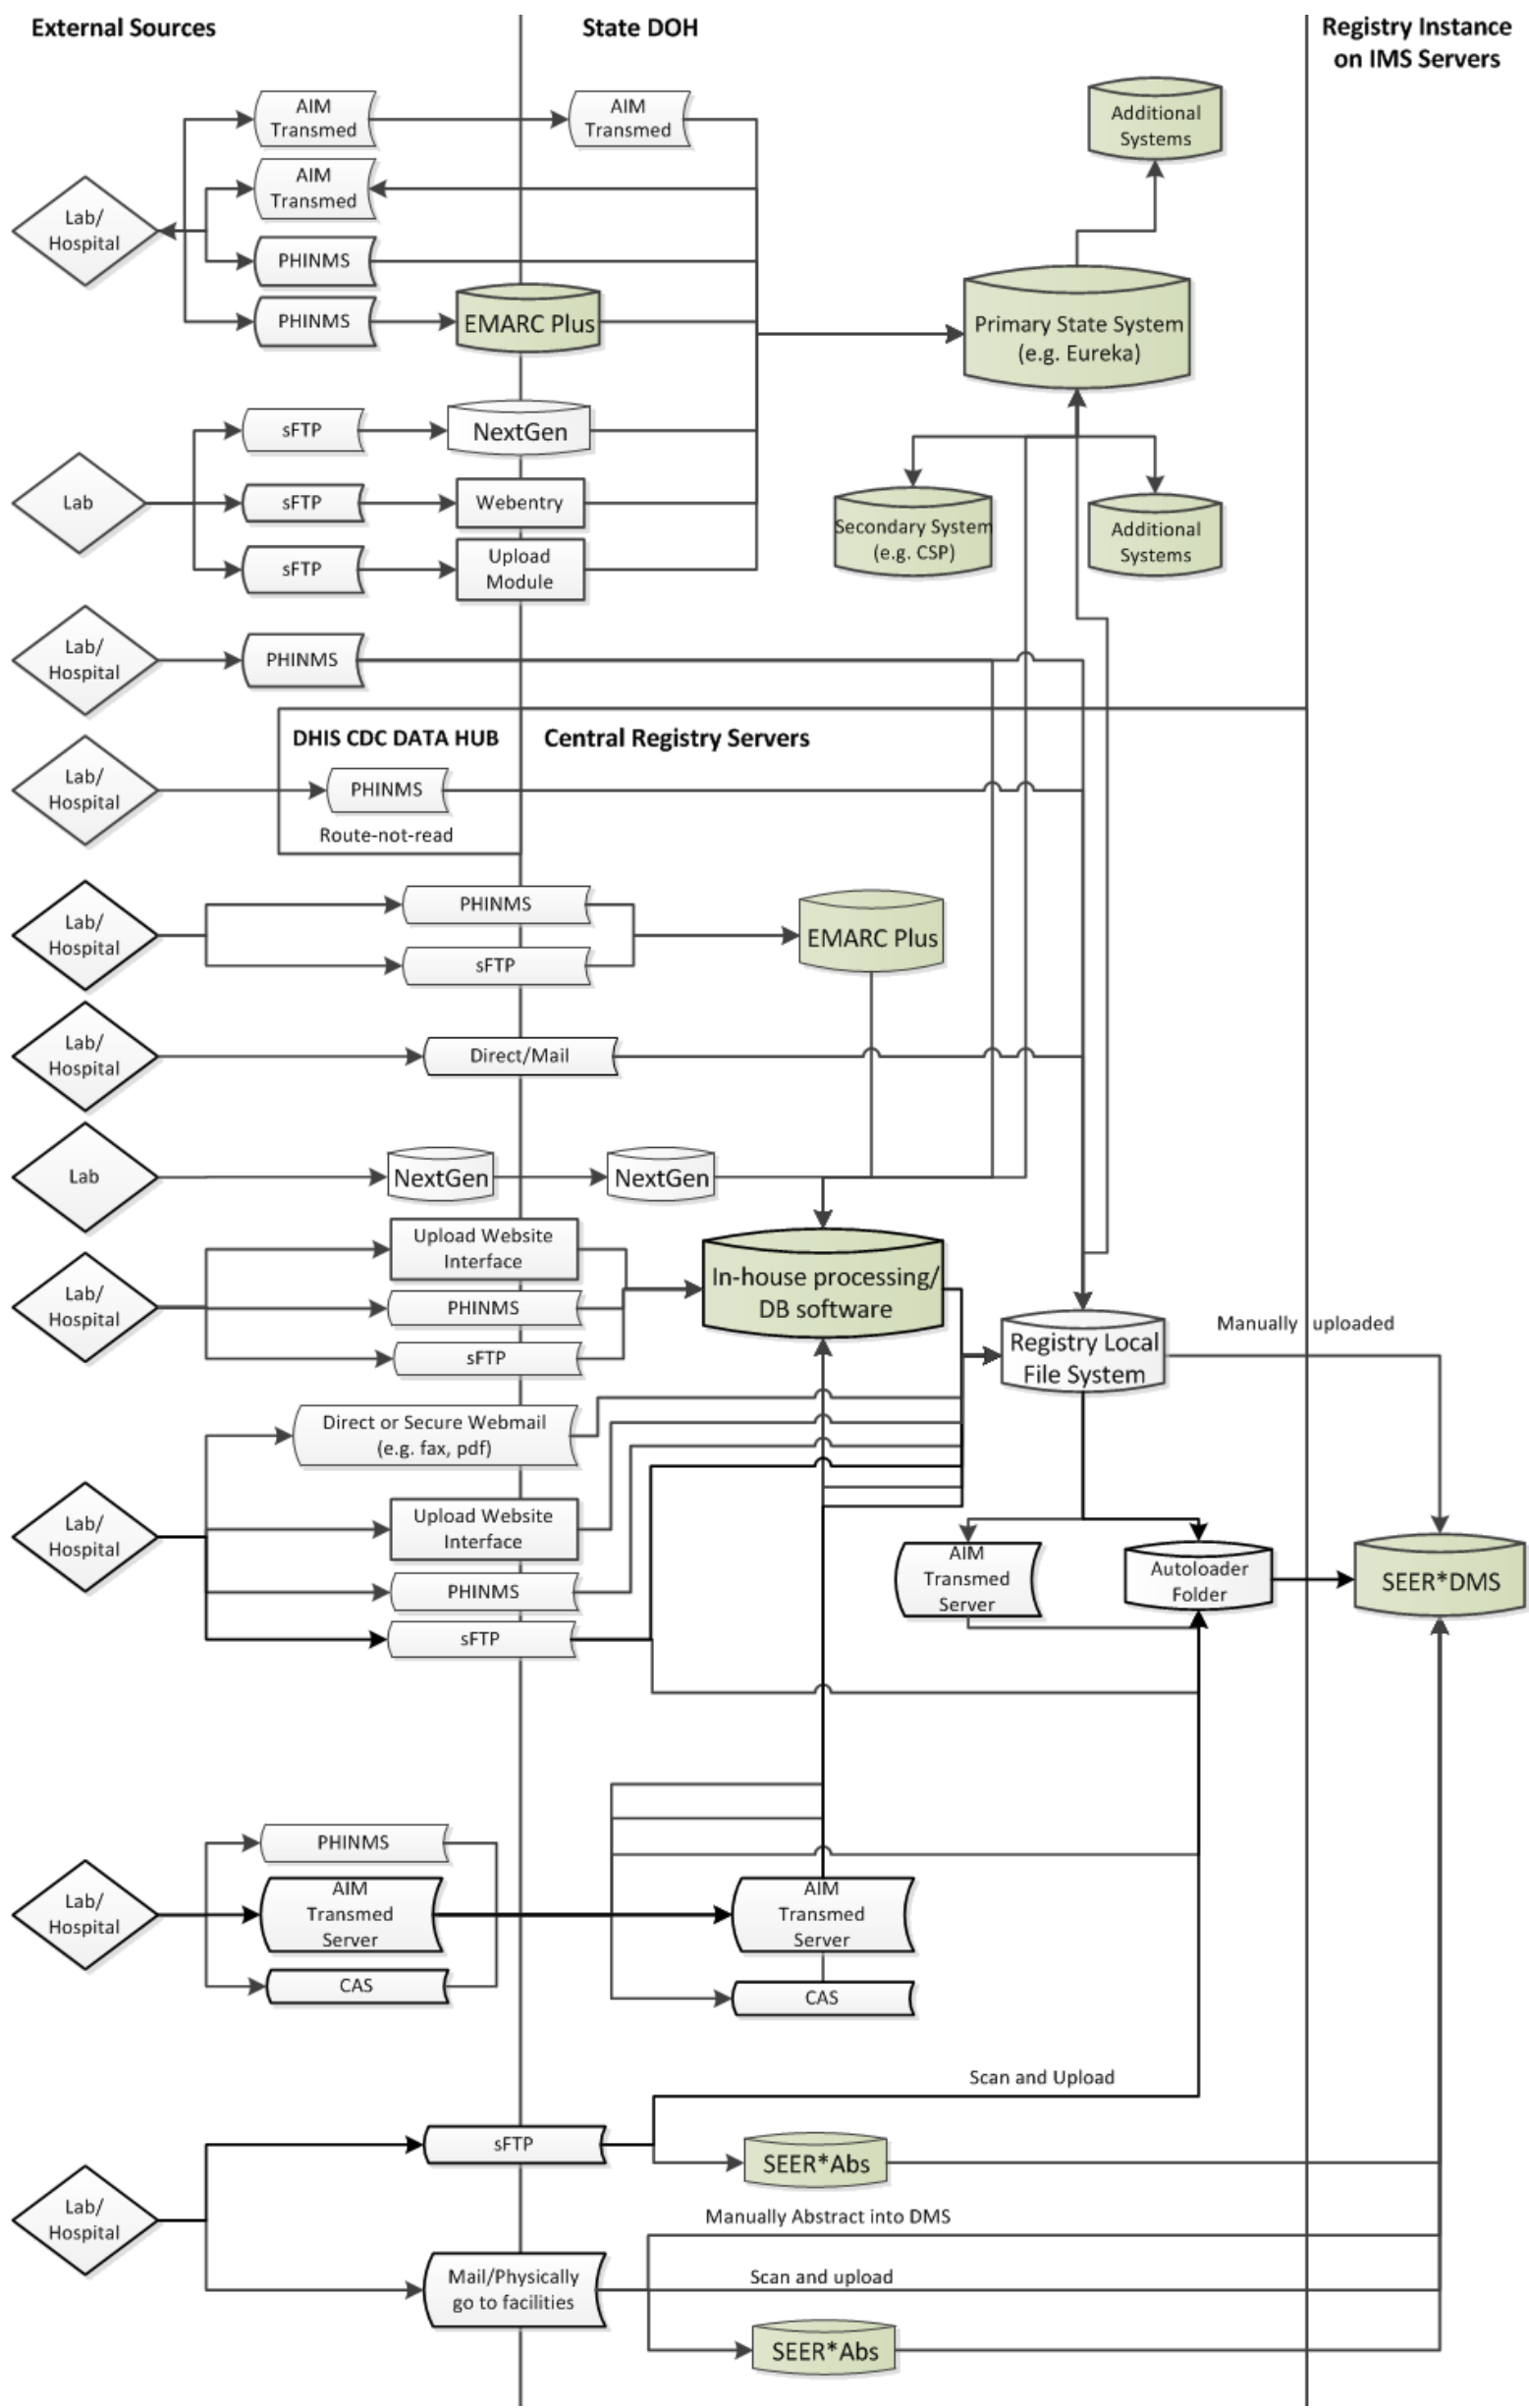 External Sources
State DOH
Registry Instance
on IMS Servers
AIM
Transmed
AIM
Transmed
Additional
Systems
AIM
Transmed
Lab/
Hospital
PHINMS
PHINMS
EMARC Plus
Primary State System
(e.g. Eureka)
sFTP
NextGen
Lab
sFTP
Webentry
Secondary System
(e.g. CSP)
Additional
Systems
sFTP
Upload
Module
Lab/
Hospital
PHINMS
DHIS CDC DATA HUB
Central Registry Servers
Lab/
Hospital
PHINMS
Route-not-read
Lab/
Hospital
PHINMS
sFTP
EMARC Plus
Lab/
Hospital
Direct/Mail
Lab
NextGen
NextGen
Upload Website
Interface
Lab/
Hospital
PHINMS
sFTP
In-house processing/
DB software
Registry Local
File System
Manually uploaded
Direct or Secure Webmail
(e.g. fax, pdf)
Lab/
Hospital
Upload Website
Interface
PHINMS
sFTP
AIM
Transmed
Server
Autoloader
Folder
SEER*DMS
PHINMS
Lab/
Hospital
AIM
Transmed
Server
AIM
Transmed
Server
CAS
CAS
Scan and Upload
sFTP
SEER*Abs
Lab/
Hospital
Manually Abstract into DMS
Mail/Physically
go to facilities
Scan and upload
SEER*Abs